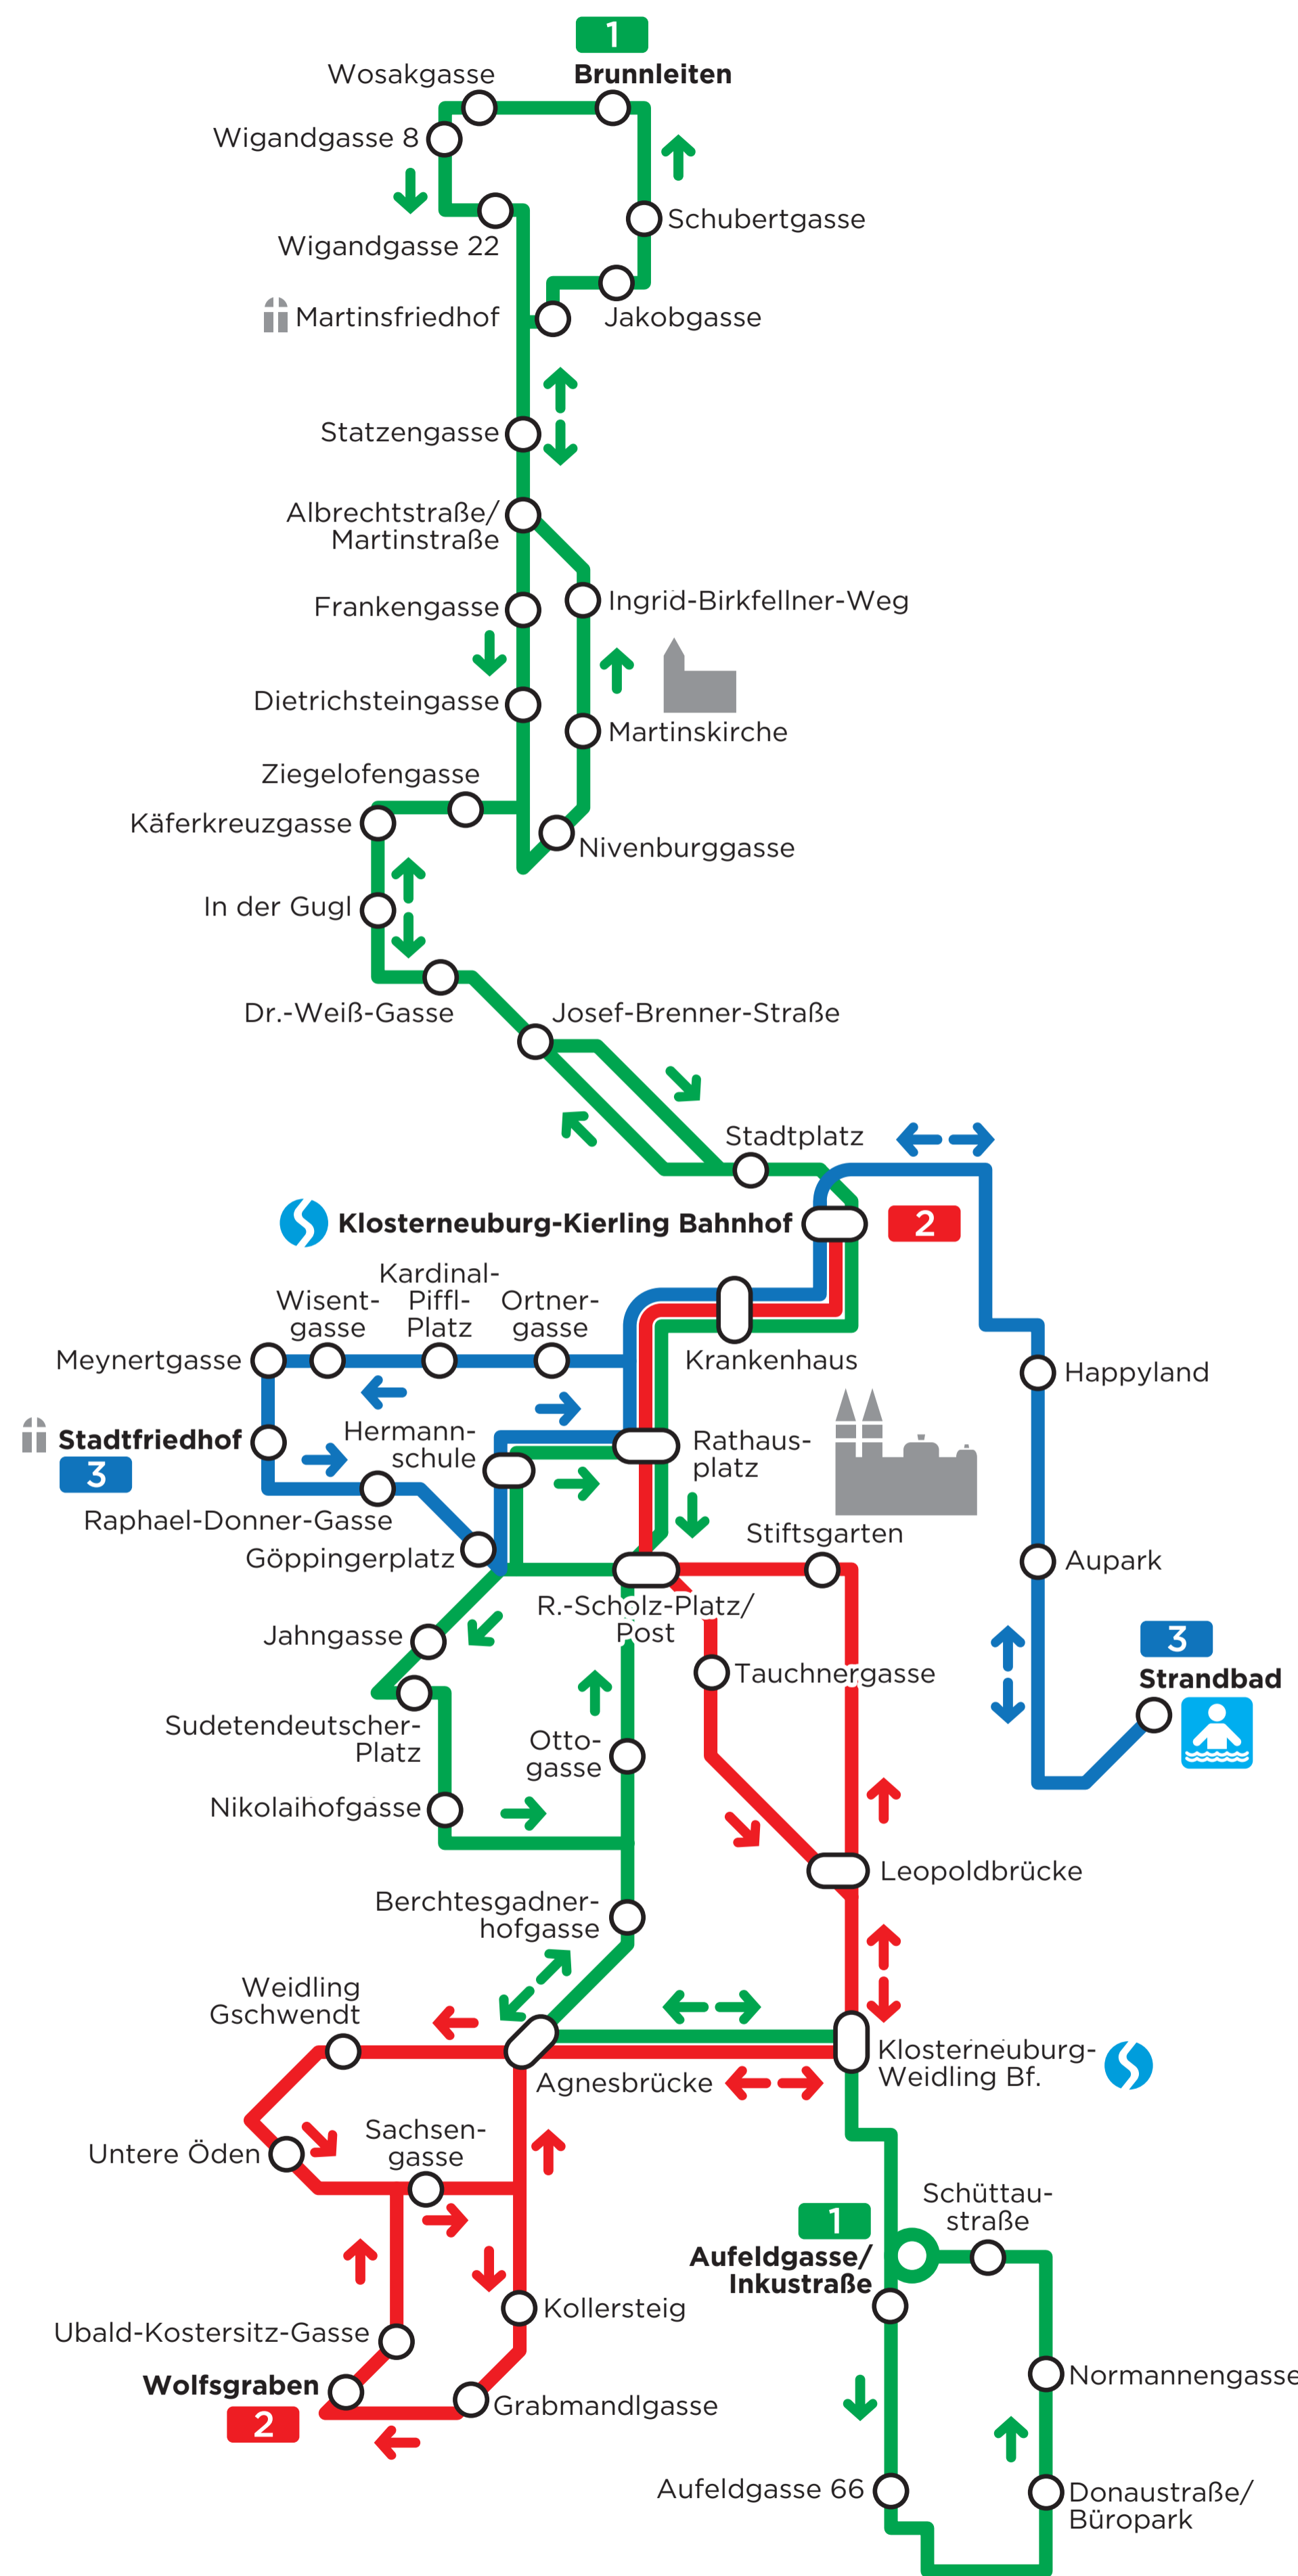 1
Wosakgasse
Brunnleiten
Wigandgasse 8
Schubertgasse
Wigandgasse 22
Martinsfriedhof
Jakobgasse
Statzengasse
Albrechtstraße/
Martinstraße
Frankengasse
Ingrid-Birkfellner-Weg
Dietrichsteingasse
Martinskirche
Ziegelofengasse
Käferkreuzgasse
Nivenburggasse
In der Gugl
Dr.-Weiß-Gasse
Josef-Brenner-Straße
Stadtplatz
Klosterneuburg-Kierling Bahnhof
2
Kardinal-
Piffl-
Platz
Wisent-
gasse
Ortner-
gasse
Meynertgasse
Krankenhaus
Happyland
Stadtfriedhof
3
Hermann-
schule
Rathaus-
platz
Raphael-Donner-Gasse
Göppingerplatz
Stiftsgarten
Aupark
R.-Scholz-Platz/
Post
Jahngasse
Tauchnergasse
3
Strandbad
Sudetendeutscher-
Platz
Otto-
gasse
Nikolaihofgasse
Leopoldbrücke
Berchtesgadner-
hofgasse
Weidling
Gschwendt
Klosterneuburg-
Weidling Bf.
Agnesbrücke
Untere Öden
Sachsen-
gasse
Schüttau-
straße
1
Aufeldgasse/
Inkustraße
Kollersteig
Ubald-Kostersitz-Gasse
Normannengasse
Wolfsgraben
2
Grabmandlgasse
Aufeldgasse 66
Donaustraße/
Büropark